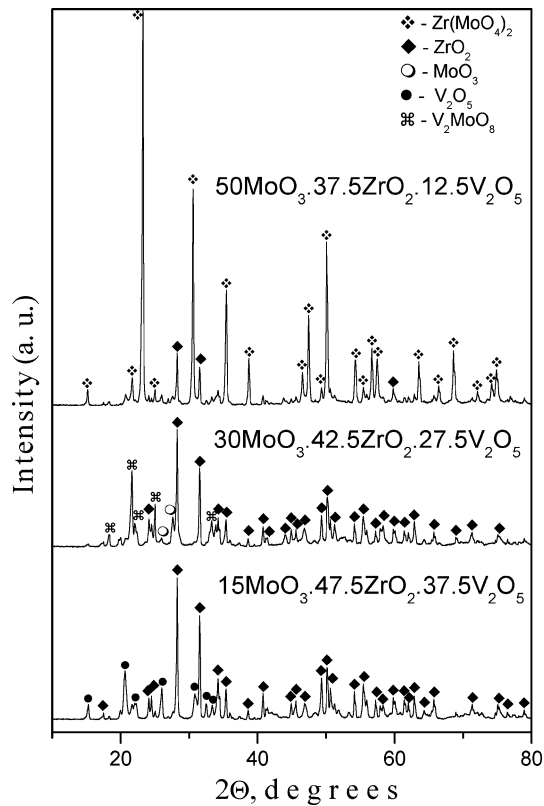 ❖ - Zr(MoO₄)₂
◆ - ZrO₂
○ - MoO₃
● - V₂O₅
⌘ - V₂MoO₈
50MoO₃.37.5ZrO₂.12.5V₂O₅
30MoO₃.42.5ZrO₂.27.5V₂O₅
15MoO₃.47.5ZrO₂.37.5V₂O₅
Intensity (a. u.)
20 40 60 80
2Θ, degrees